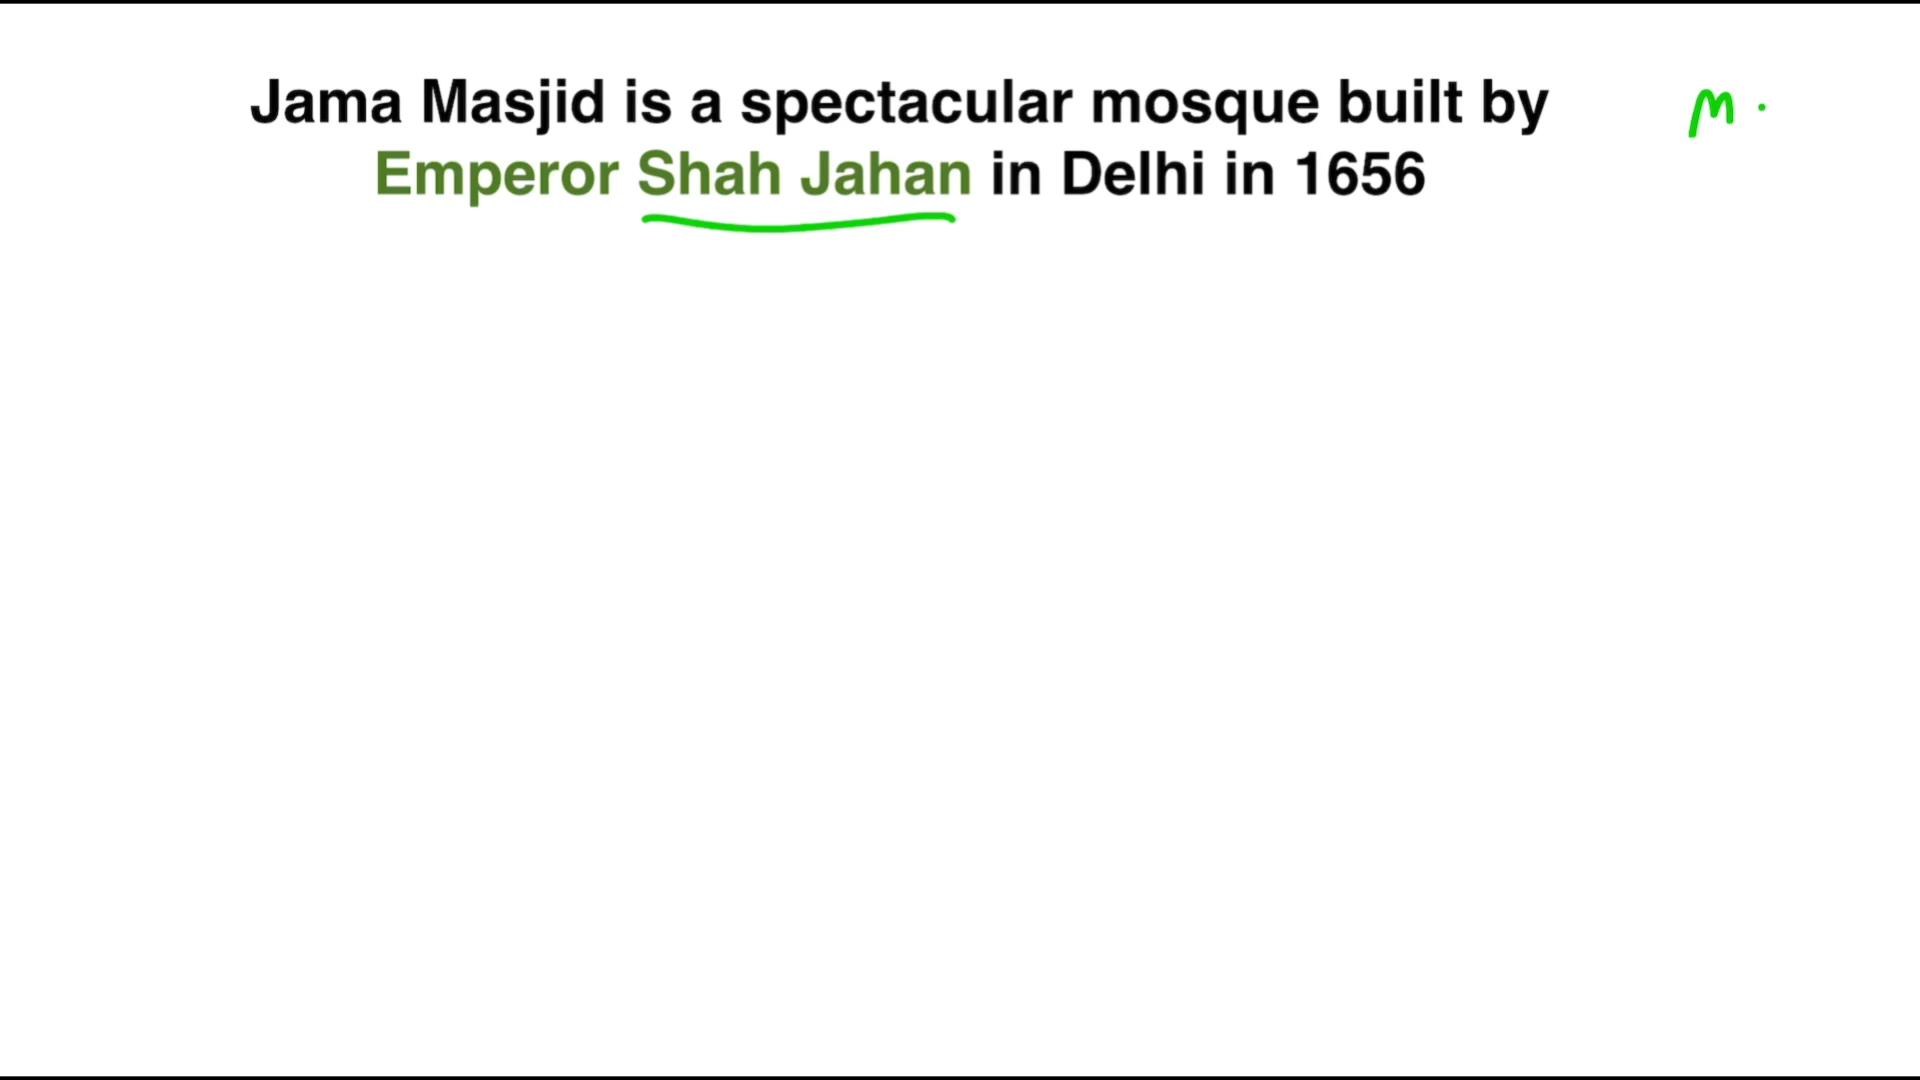 Jama Masjid is a spectacular mosque built by
Emperor Shah Jahan in Delhi in 1656
M .